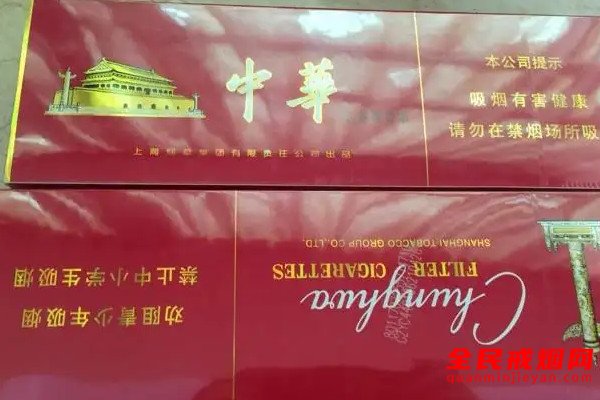 中華
上海烟草集团有限责任公司出品
本公司提示
吸烟有害健康
请勿在禁烟场所吸
Chunghwa
FILTER CIGARETTES
SHANGHAI TOBACCO GROUP CO.,LTD.
劝阻青少年吸烟
禁止中小学生吸烟
全民戒烟网
quanminjieyan.com